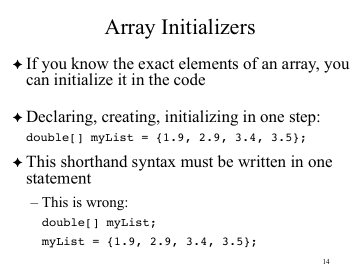 Array Initializers
✦ If you know the exact elements of an array, you
can initialize it in the code
✦ Declaring, creating, initializing in one step:
double[] myList = {1.9, 2.9, 3.4, 3.5};
✦ This shorthand syntax must be written in one
statement
– This is wrong:
double[] myList;
myList = {1.9, 2.9, 3.4, 3.5};
14